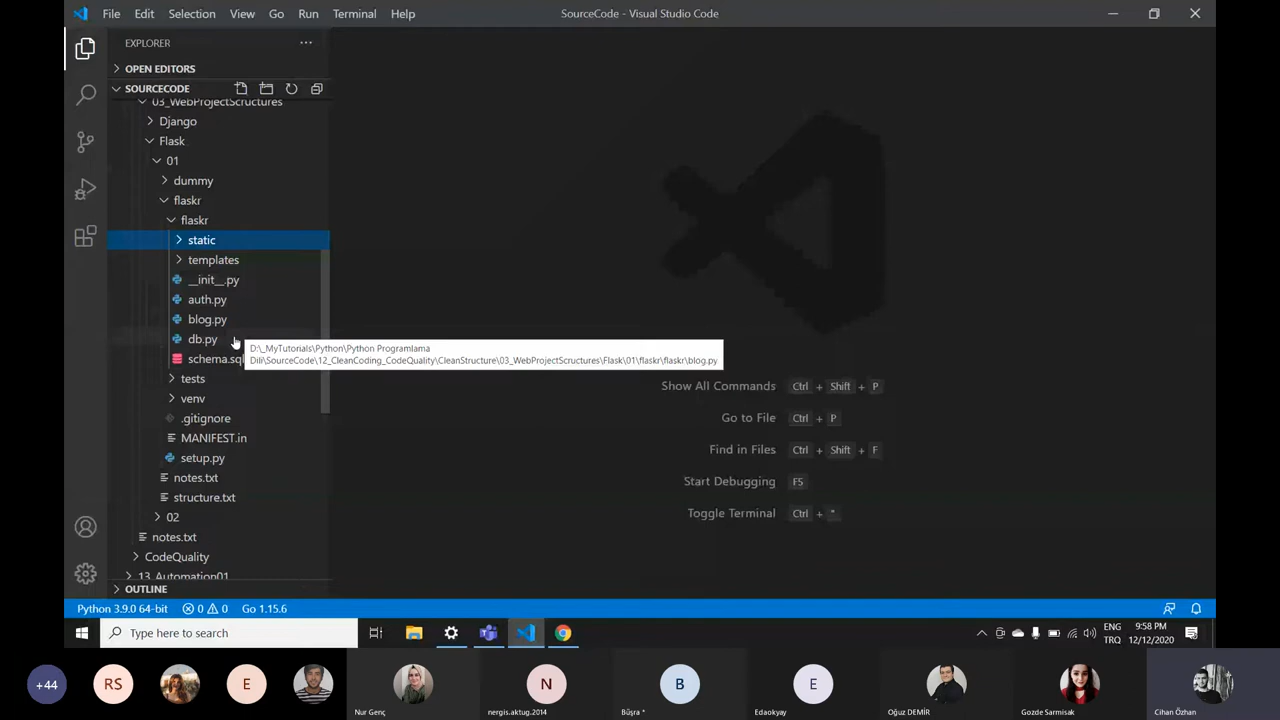 File Edit Selection View Go Run Terminal Help
SourceCode - Visual Studio Code
EXPLORER
OPEN EDITORS
SOURCECODE
03_WebProjectScructures
Django
Flask
01
dummy
flaskr
flaskr
static
templates
__init__.py
auth.py
blog.py
db.py
D:\_MyTutorials\Python\Python Programlama
Dili\SourceCode\12_CleanCoding_CodeQuality\CleanStructure\03_WebProjectScructures\Flask\01\flaskr\flaskr\blog.py
schema.sql
tests
venv
.gitignore
MANIFEST.in
setup.py
notes.txt
structure.txt
02
notes.txt
CodeQuality
13_Automation01
OUTLINE
Show All Commands Ctrl + Shift + P
Go to File Ctrl + P
Find in Files Ctrl + Shift + F
Start Debugging F5
Toggle Terminal Ctrl + "
Python 3.9.0 64-bit 0 0 Go 1.15.6
Type here to search
ENG
TRQ
9:58 PM
12/12/2020
+44 RS E N B E
Nur Genç nergis.aktug.2014 Büşra * Edaokyay Oğuz DEMİR Gozde Sarmisak Cihan Özhan